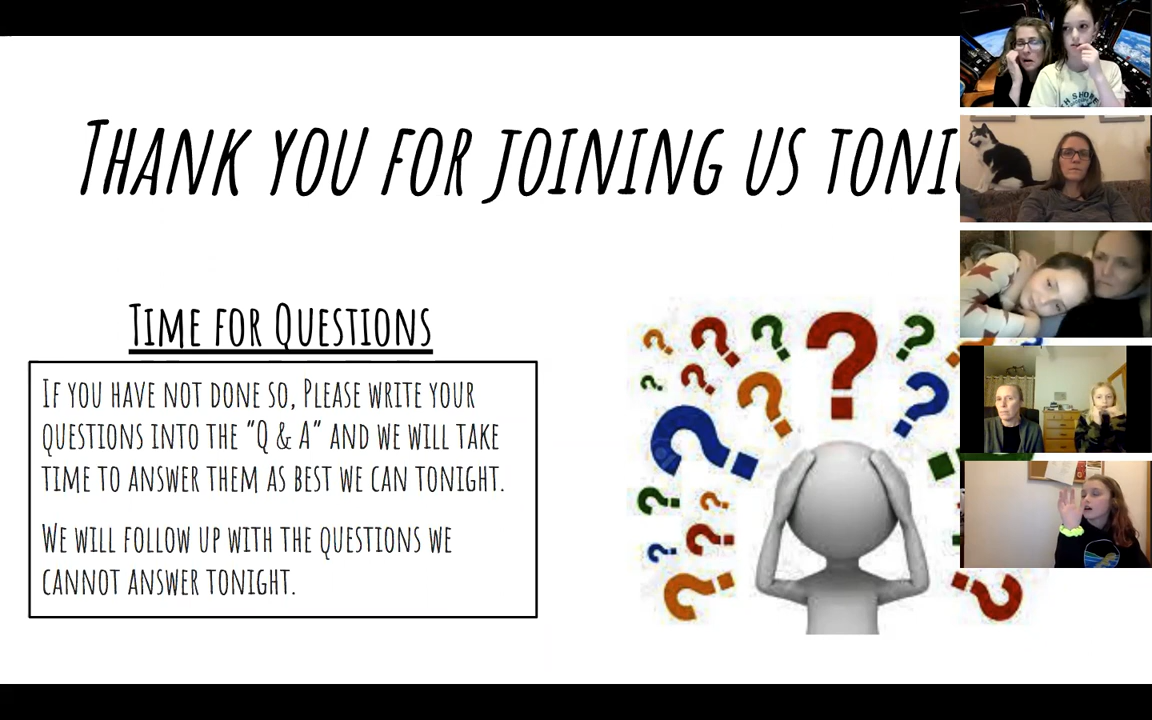 THANK YOU FOR JOINING US
TIME FOR QUESTIONS
IF YOU HAVE NOT DONE SO, PLEASE WRITE YOUR
QUESTIONS INTO THE "Q & A" AND WE WILL TAKE
TIME TO ANSWER THEM AS BEST WE CAN TONIGHT.
WE WILL FOLLOW UP WITH THE QUESTIONS WE
CANNOT ANSWER TONIGHT.